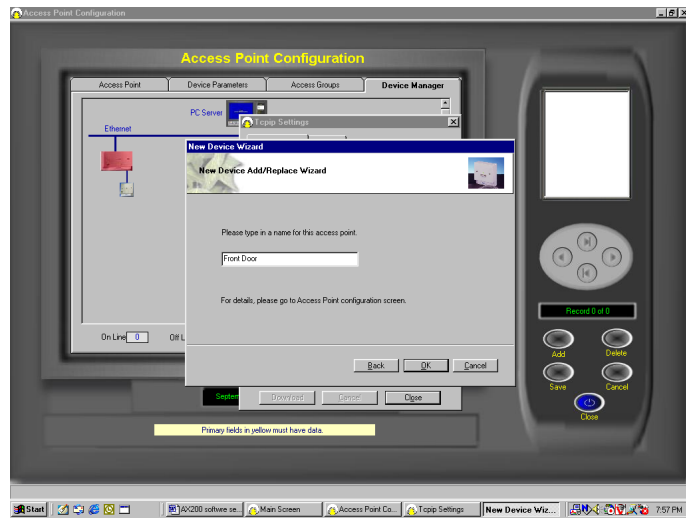 Access Point Configuration
Access Point Configuration
Access Point
Device Parameters
Access Groups
Device Manager
PC Server
Ethernet
Tcpip Settings
New Device Wizard
New Device Add/Replace Wizard
Please type in a name for this access point.
Front Door
For details, please go to Access Point configuration screen.
Back
OK
Cancel
On Line 0
Off L
Septem
Download
Cancel
Close
Primary fields in yellow must have data.
Record 0 of 0
Add
Delete
Save
Cancel
Close
Start
AX200 softwre se...
Main Screen
Access Point Co...
Tcpip Settings
New Device Wiz...
7:57 PM